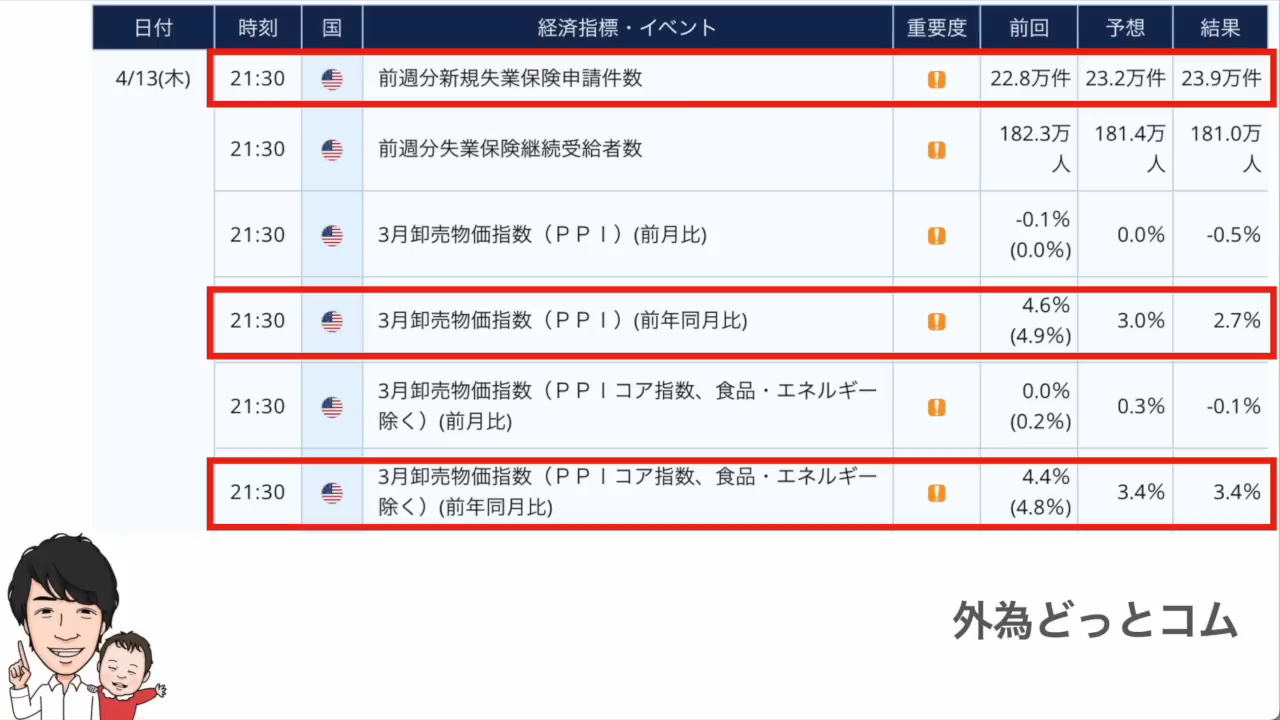 日付 時刻 国 経済指標・イベント 重要度 前回 予想 結果
4/13(木) 21:30 前週分新規失業保険申請件数 22.8万件 23.2万件 23.9万件
21:30 前週分失業保険継続受給者数 182.3万人 181.4万人 181.0万人
21:30 3月卸売物価指数（ＰＰＩ）(前月比) -0.1% (0.0%) 0.0% -0.5%
21:30 3月卸売物価指数（ＰＰＩ）(前年同月比) 4.6% (4.9%) 3.0% 2.7%
21:30 3月卸売物価指数（ＰＰＩコア指数、食品・エネルギー除く）(前月比) 0.0% (0.2%) 0.3% -0.1%
21:30 3月卸売物価指数（ＰＰＩコア指数、食品・エネルギー除く）(前年同月比) 4.4% (4.8%) 3.4% 3.4%
外為どっとコム